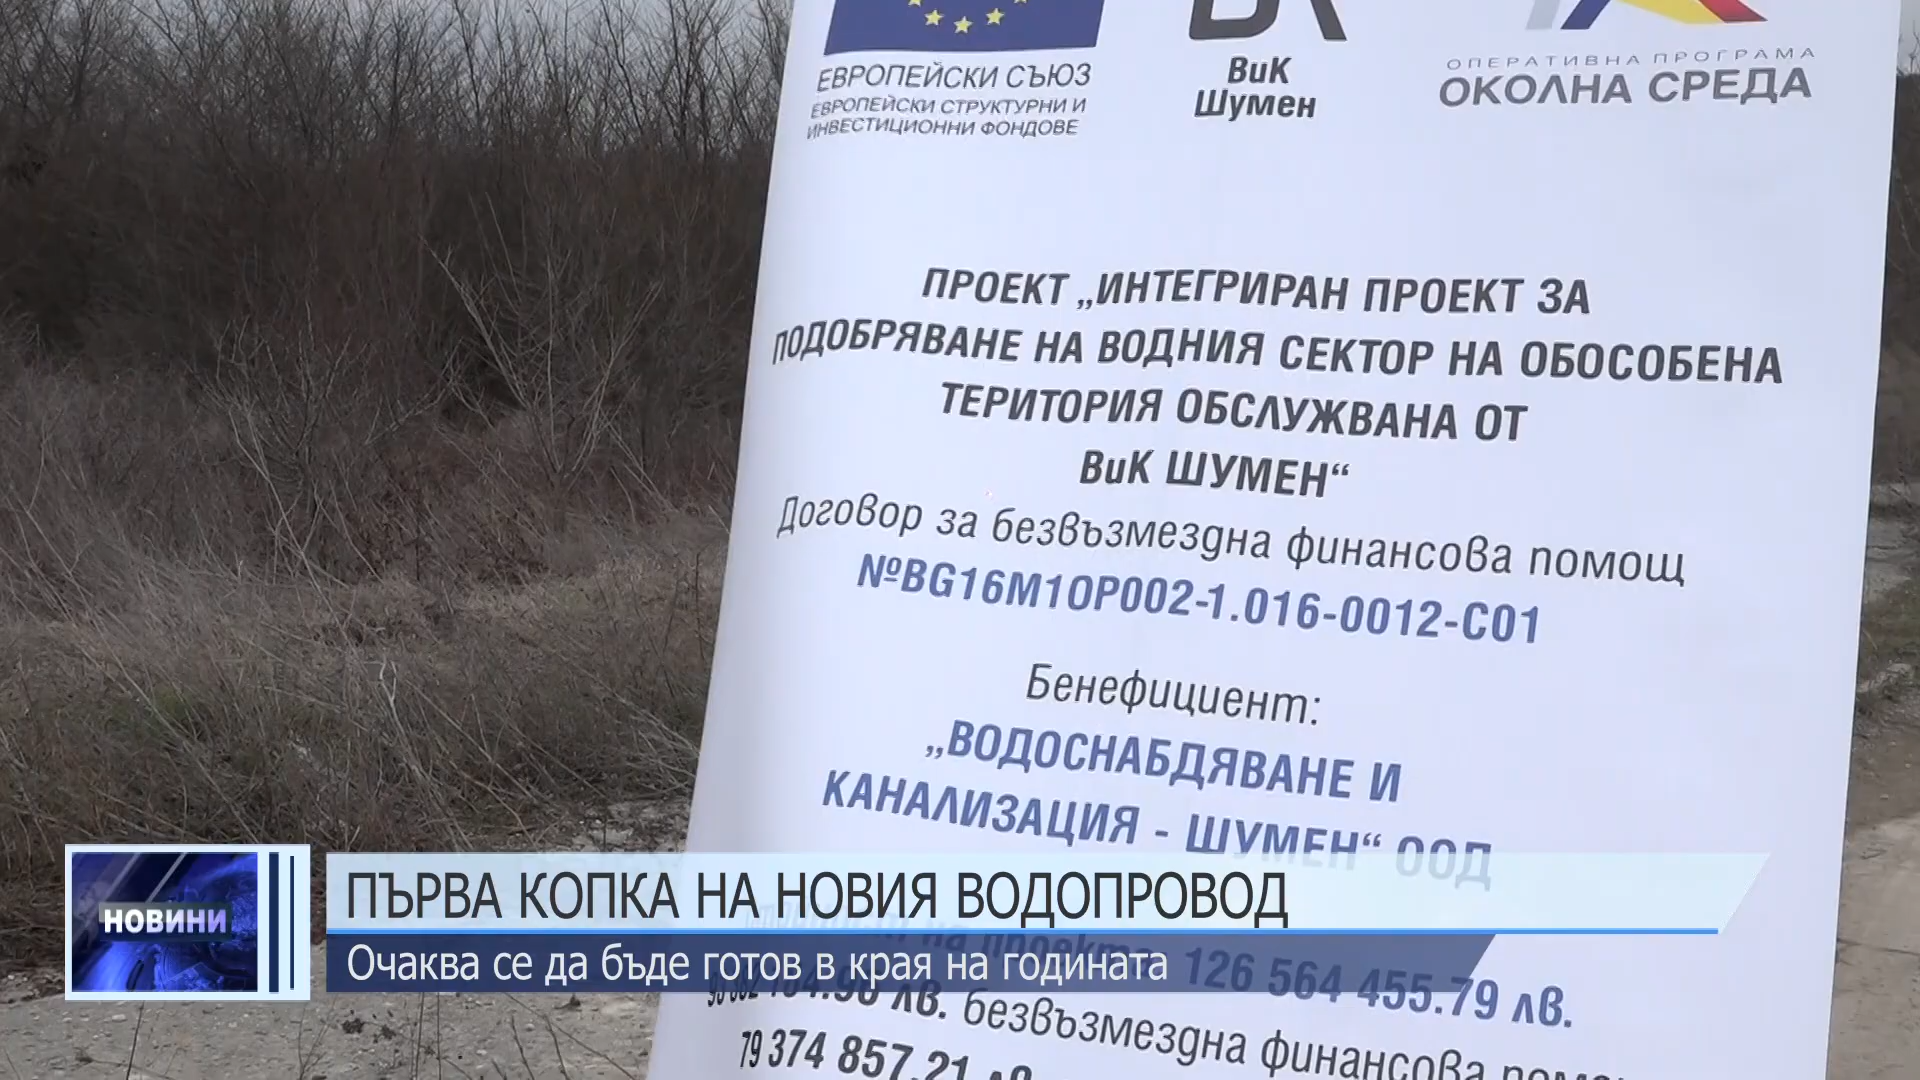 ЕВРОПЕЙСКИ СЪЮЗ
ЕВРОПЕЙСКИ СТРУКТУРНИ И
ИНВЕСТИЦИОННИ ФОНДОВЕ
ВиК
Шумен
ОПЕРАТИВНА ПРОГРАМА
ОКОЛНА СРЕДА
ПРОЕКТ „ИНТЕГРИРАН ПРОЕКТ ЗА
ПОДОБРЯВАНЕ НА ВОДНИЯ СЕКТОР НА ОБОСОБЕНА
ТЕРИТОРИЯ ОБСЛУЖВАНА ОТ
ВиК ШУМЕН“
Договор за безвъзмездна финансова помощ
№BG16M1OP002-1.016-0012-C01
Бенефициент:
„ВОДОСНАБДЯВАНЕ И
КАНАЛИЗАЦИЯ - ШУМЕН“ ООД
на проекта 126 564 455.79 лв.
лв. безвъзмездна финансова
79 374 857.21 лв.
НОВИНИ
ПЪРВА КОПКА НА НОВИЯ ВОДОПРОВОД
Очаква се да бъде готов в края на годината